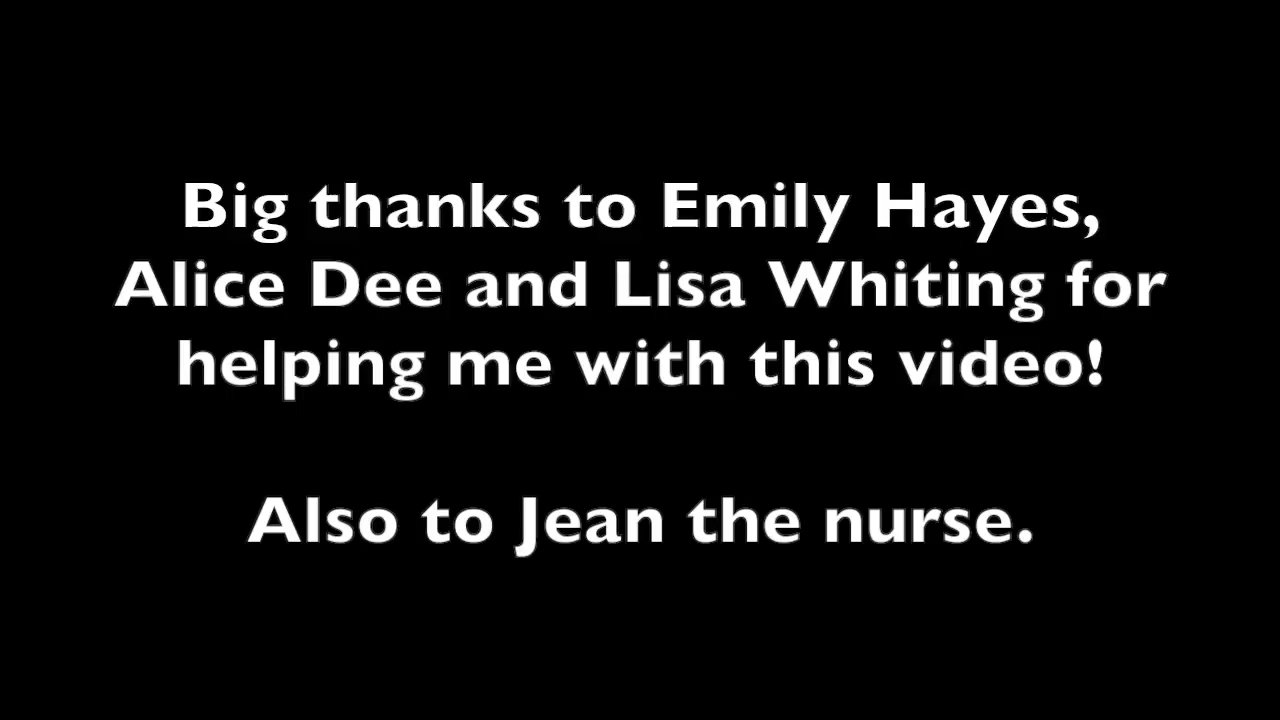 Big thanks to Emily Hayes,
Alice Dee and Lisa Whiting for
helping me with this video!
Also to Jean the nurse.